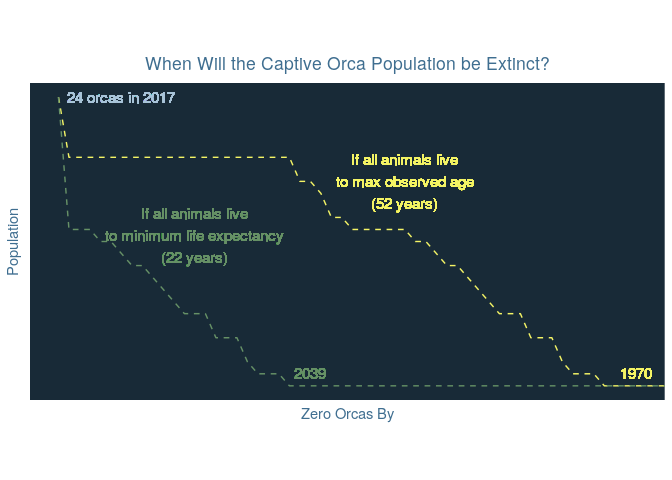 When Will the Captive Orca Population be Extinct?
24 orcas in 2017
If all animals live
to max observed age
(52 years)
If all animals live
to minimum life expectancy
(22 years)
Population
2039
1970
Zero Orcas By